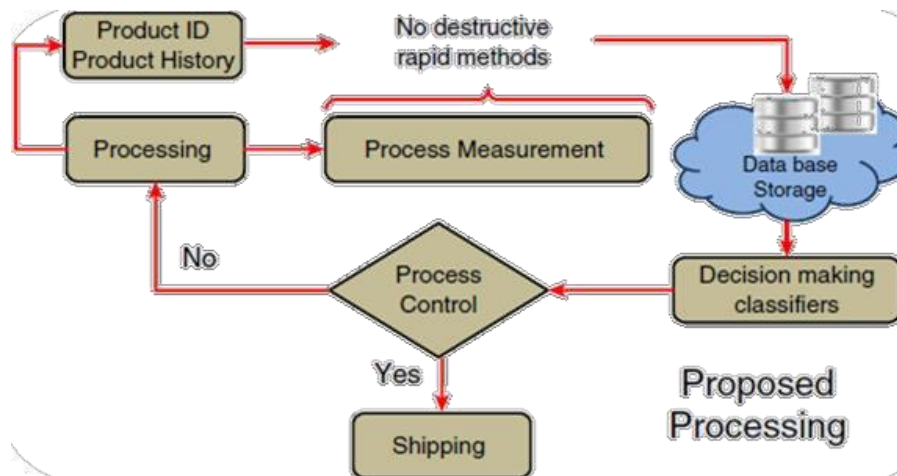 Product ID
Product History
No destructive
rapid methods
Processing
Process Measurement
Data base
Storage
No
Process
Control
Decision making
classifiers
Yes
Shipping
Proposed
Processing